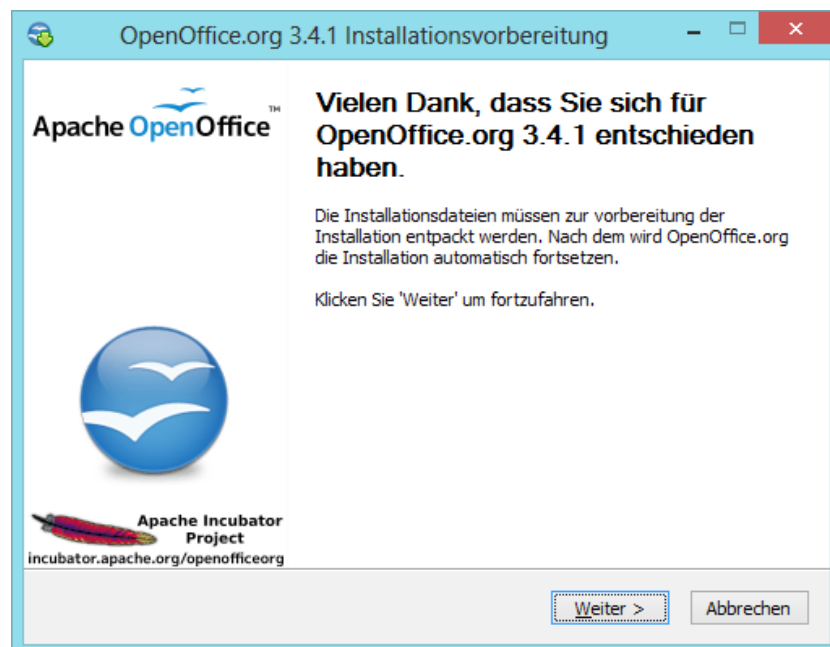 OpenOffice.org 3.4.1 Installationsvorbereitung
Apache OpenOffice™
Vielen Dank, dass Sie sich für
OpenOffice.org 3.4.1 entschieden
haben.
Die Installationsdateien müssen zur vorbereitung der
Installation entpackt werden. Nach dem wird OpenOffice.org
die Installation automatisch fortsetzen.
Klicken Sie 'Weiter' um fortzufahren.
Apache Incubator
Project
incubator.apache.org/openofficeorg
Weiter >
Abbrechen